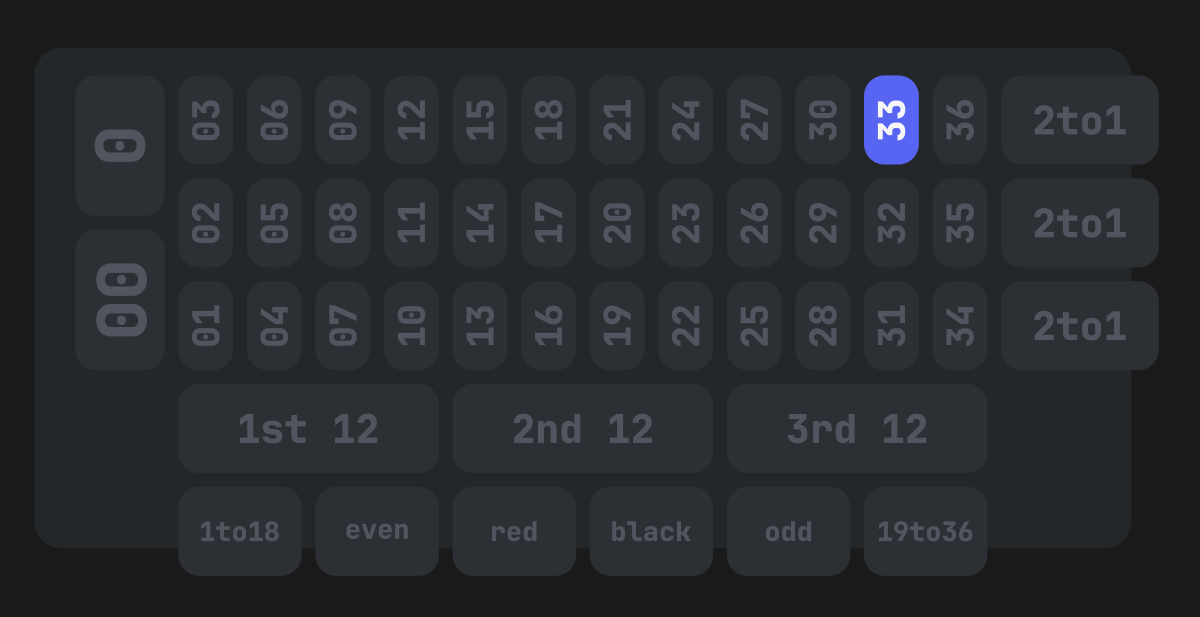 0
03 06 09 12 15 18 21 24 27 30 33 36 2to1
02 05 08 11 14 17 20 23 26 29 32 35 2to1
00
01 04 07 10 13 16 19 22 25 28 31 34 2to1
1st 12 2nd 12 3rd 12
1to18 even red black odd 19to36